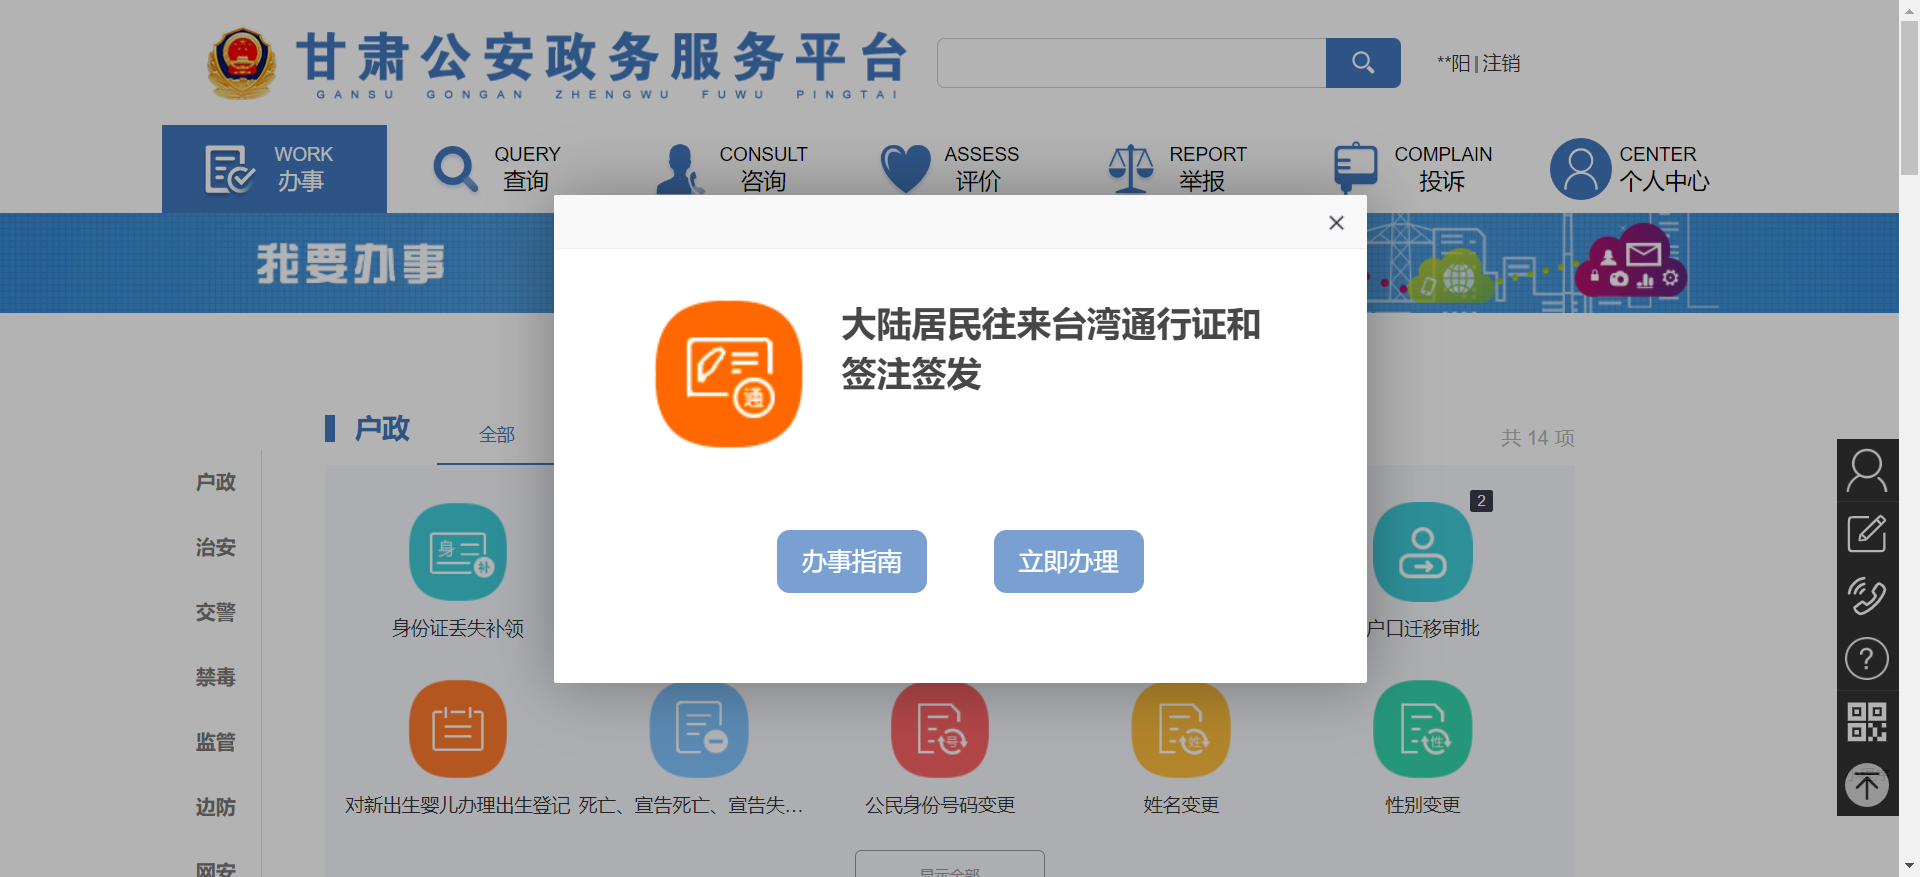 甘肃公安政务服务平台
GANSU GONGAN ZHENGWU FUWU PINGTAI
**阳 | 注销
WORK
办事
QUERY
查询
CONSULT
咨询
ASSESS
评价
REPORT
举报
COMPLAIN
投诉
CENTER
个人中心
我要办事
大陆居民往来台湾通行证和
签注签发
通
办事指南
立即办理
户政
全部
共 14 项
户政
治安
交警
禁毒
监管
边防
网安
身
补
身份证丢失补领
2
户口迁移审批
对新出生婴儿办理出生登记
死亡、宣告死亡、宣告失...
号
公民身份号码变更
姓
姓名变更
性
性别变更
显示全部